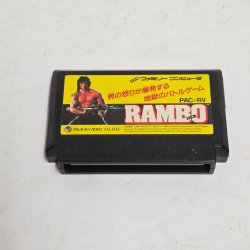 ファミリー コンピュータ
男の怒りが爆発する
地獄のバトルゲーム
PAC-RV
RAMBO
PACK-IN-VIDEO CO.,LTD.